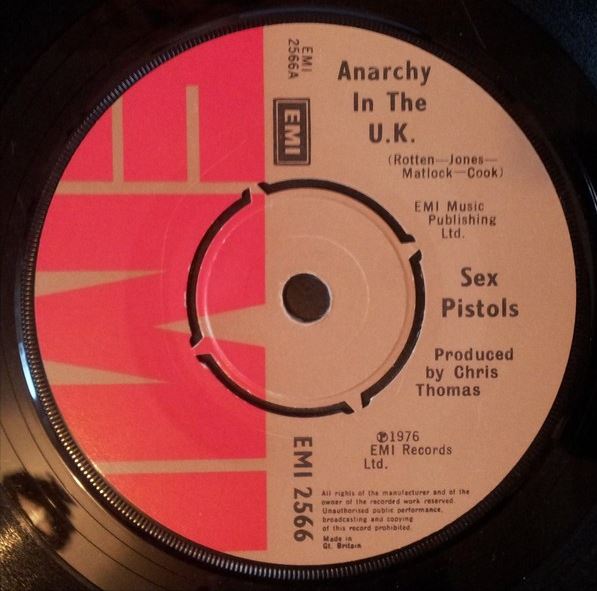 EMI
2566A
EMI
Anarchy
In The
U.K.
(Rotten—Jones—
Matlock—Cook)
EMI Music
Publishing
Ltd.
Sex
Pistols
Produced
by Chris
Thomas
℗1976
EMI Records
Ltd.
EMI 2566
All rights of the manufacturer and of the
owner of the recorded work reserved.
Unauthorised public performance,
broadcasting and copying
of this record prohibited.
Made in
Gt. Britain
EMI